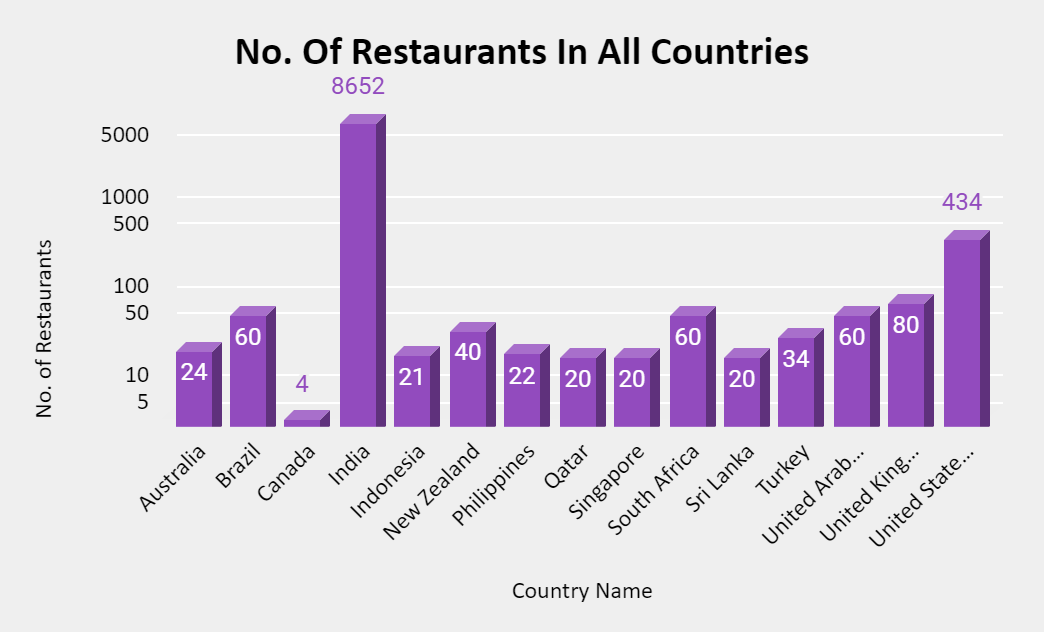 No. Of Restaurants In All Countries
No. of Restaurants
5000
1000
500
100
50
10
5
24
60
4
8652
21
40
22
20
20
60
20
34
60
80
434
Australia
Brazil
Canada
India
Indonesia
New Zealand
Philippines
Qatar
Singapore
South Africa
Sri Lanka
Turkey
United Arab...
United King...
United State...
Country Name